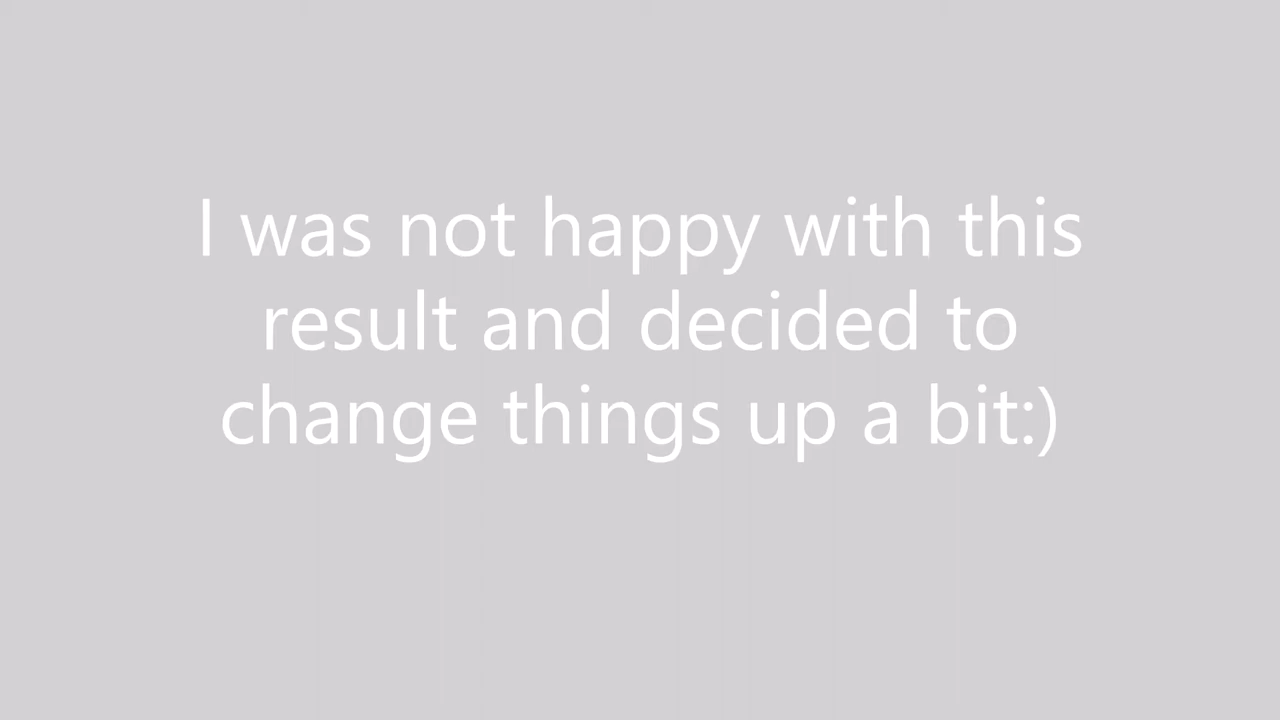 I was not happy with this
result and decided to
change things up a bit:)